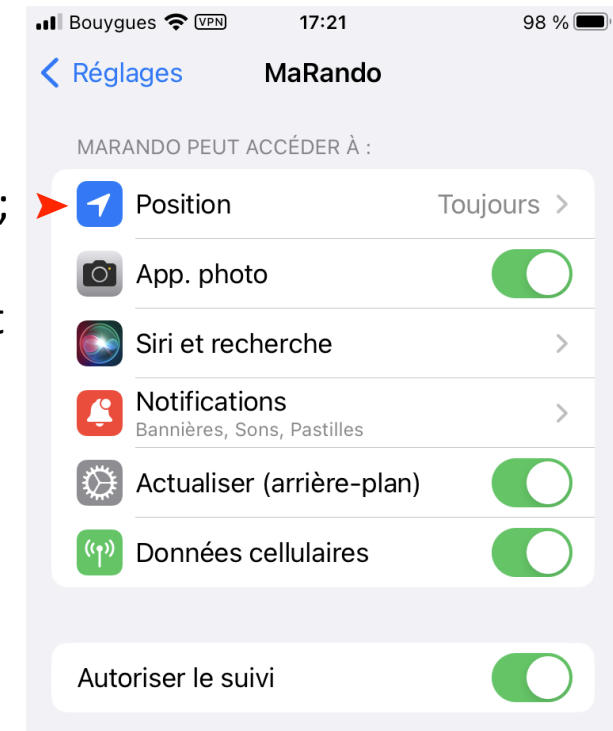 Bouygues VPN 17:21 98 %
Réglages MaRando
MARANDO PEUT ACCÉDER À :
; Position Toujours
App. photo
t
Siri et recherche
Notifications
Bannières, Sons, Pastilles
Actualiser (arrière-plan)
Données cellulaires
Autoriser le suivi